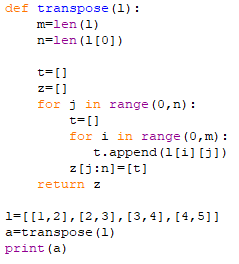 def transpose(l):
    m=len(l)
    n=len(l[0])

    t=[]
    z=[]
    for j in range(0,n):
        t=[]
        for i in range(0,m):
           t.append(l[i][j])
        z[j:n]=[t]
    return z

l=[[1,2],[2,3],[3,4],[4,5]]
a=transpose(l)
print(a)